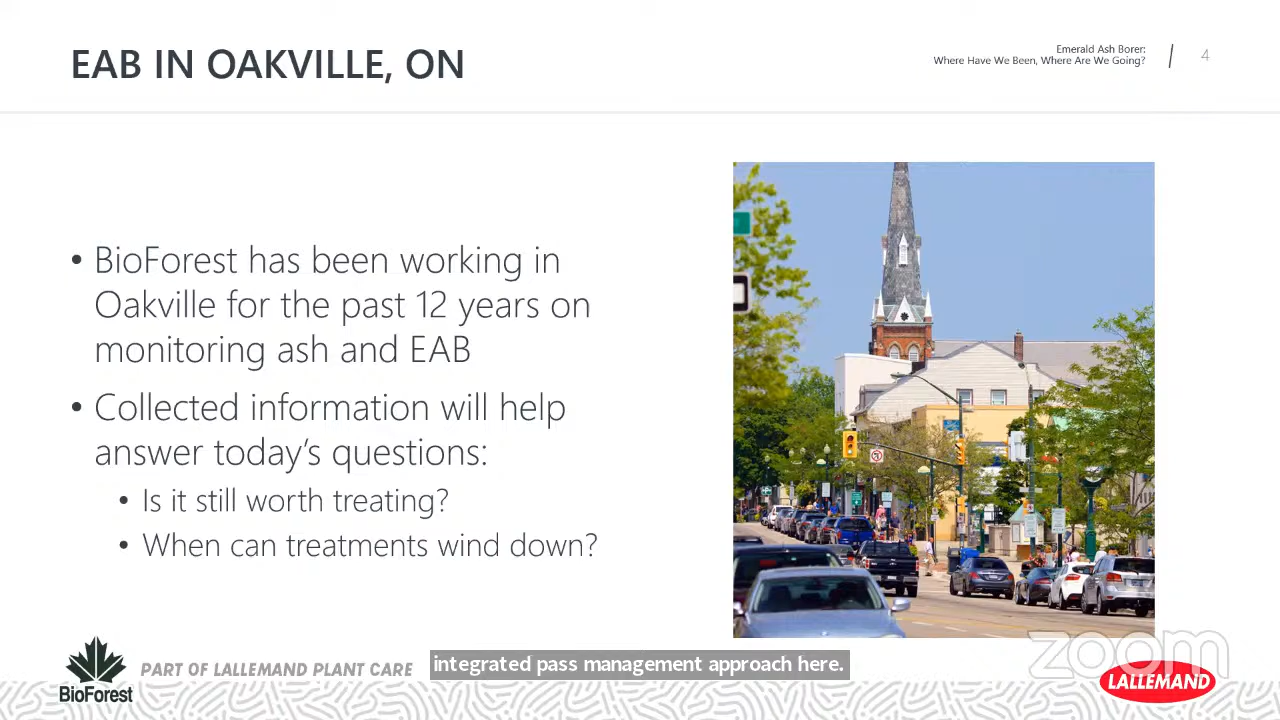 EAB IN OAKVILLE, ON
Emerald Ash Borer:
Where Have We Been, Where Are We Going?
4
• BioForest has been working in
Oakville for the past 12 years on
monitoring ash and EAB
• Collected information will help
answer today's questions:
• Is it still worth treating?
• When can treatments wind down?
BioForest
PART OF LALLEMAND PLANT CARE
integrated pass management approach here.
zoom
LALLEMAND